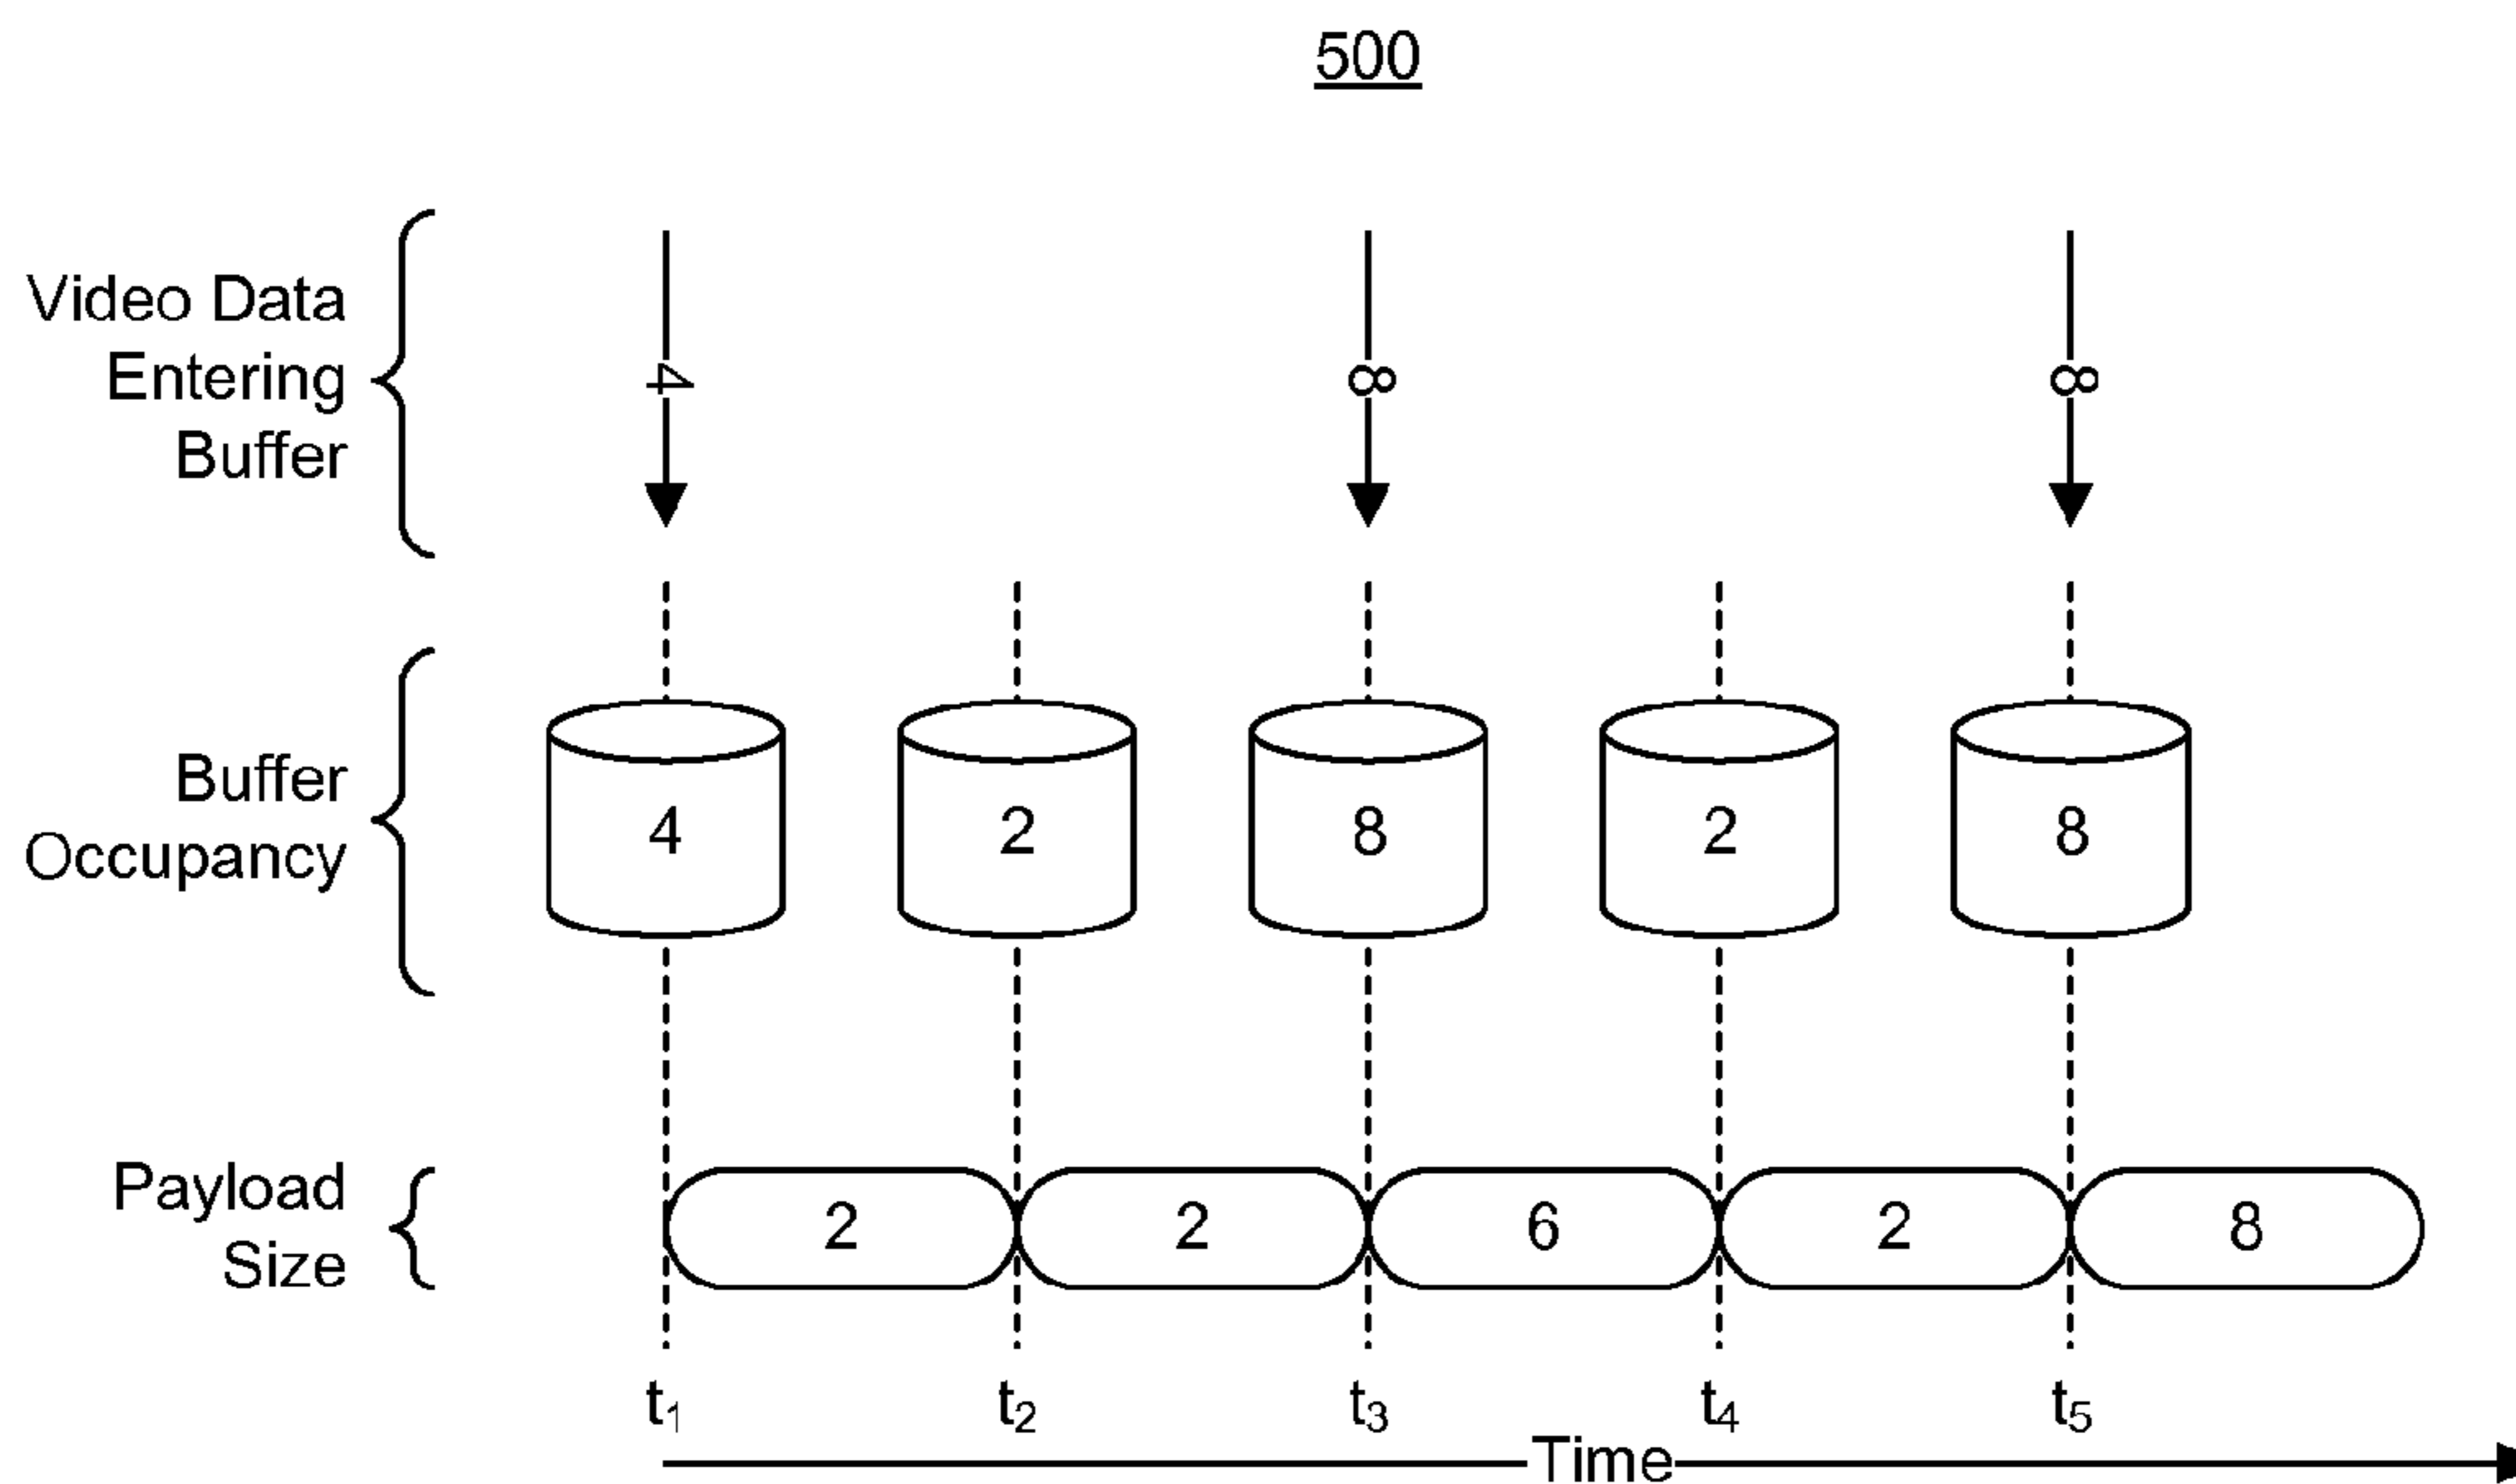 500
Video Data
Entering
Buffer
4
8
8
Buffer
Occupancy
4
2
8
2
8
Payload
Size
2
2
6
2
8
t₁
t₂
t₃
t₄
t₅
Time